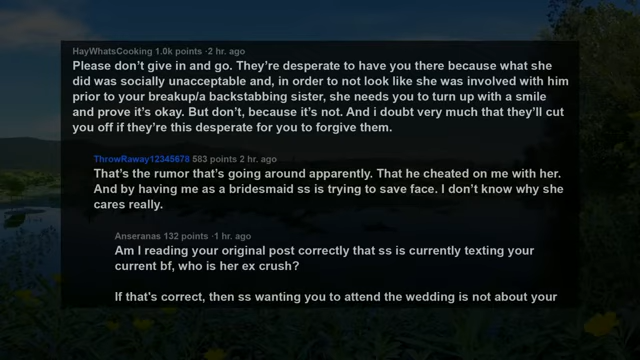 HayWhatsCooking 1.0k points ·2 hr. ago
Please don’t give in and go. They’re desperate to have you there because what she
did was socially unacceptable and, in order to not look like she was involved with him
prior to your breakup/a backstabbing sister, she needs you to turn up with a smile
and prove it’s okay. But don’t, because it’s not. And i doubt very much that they’ll cut
you off if they’re this desperate for you to forgive them.
ThrowRaway12345678 583 points 2 hr. ago
That’s the rumor that’s going around apparently. That he cheated on me with her.
And by having me as a bridesmaid ss is trying to save face. I don’t know why she
cares really.
Anseranas 132 points ·1 hr. ago
Am I reading your original post correctly that ss is currently texting your
current bf, who is her ex crush?
If that's correct, then ss wanting you to attend the wedding is not about your